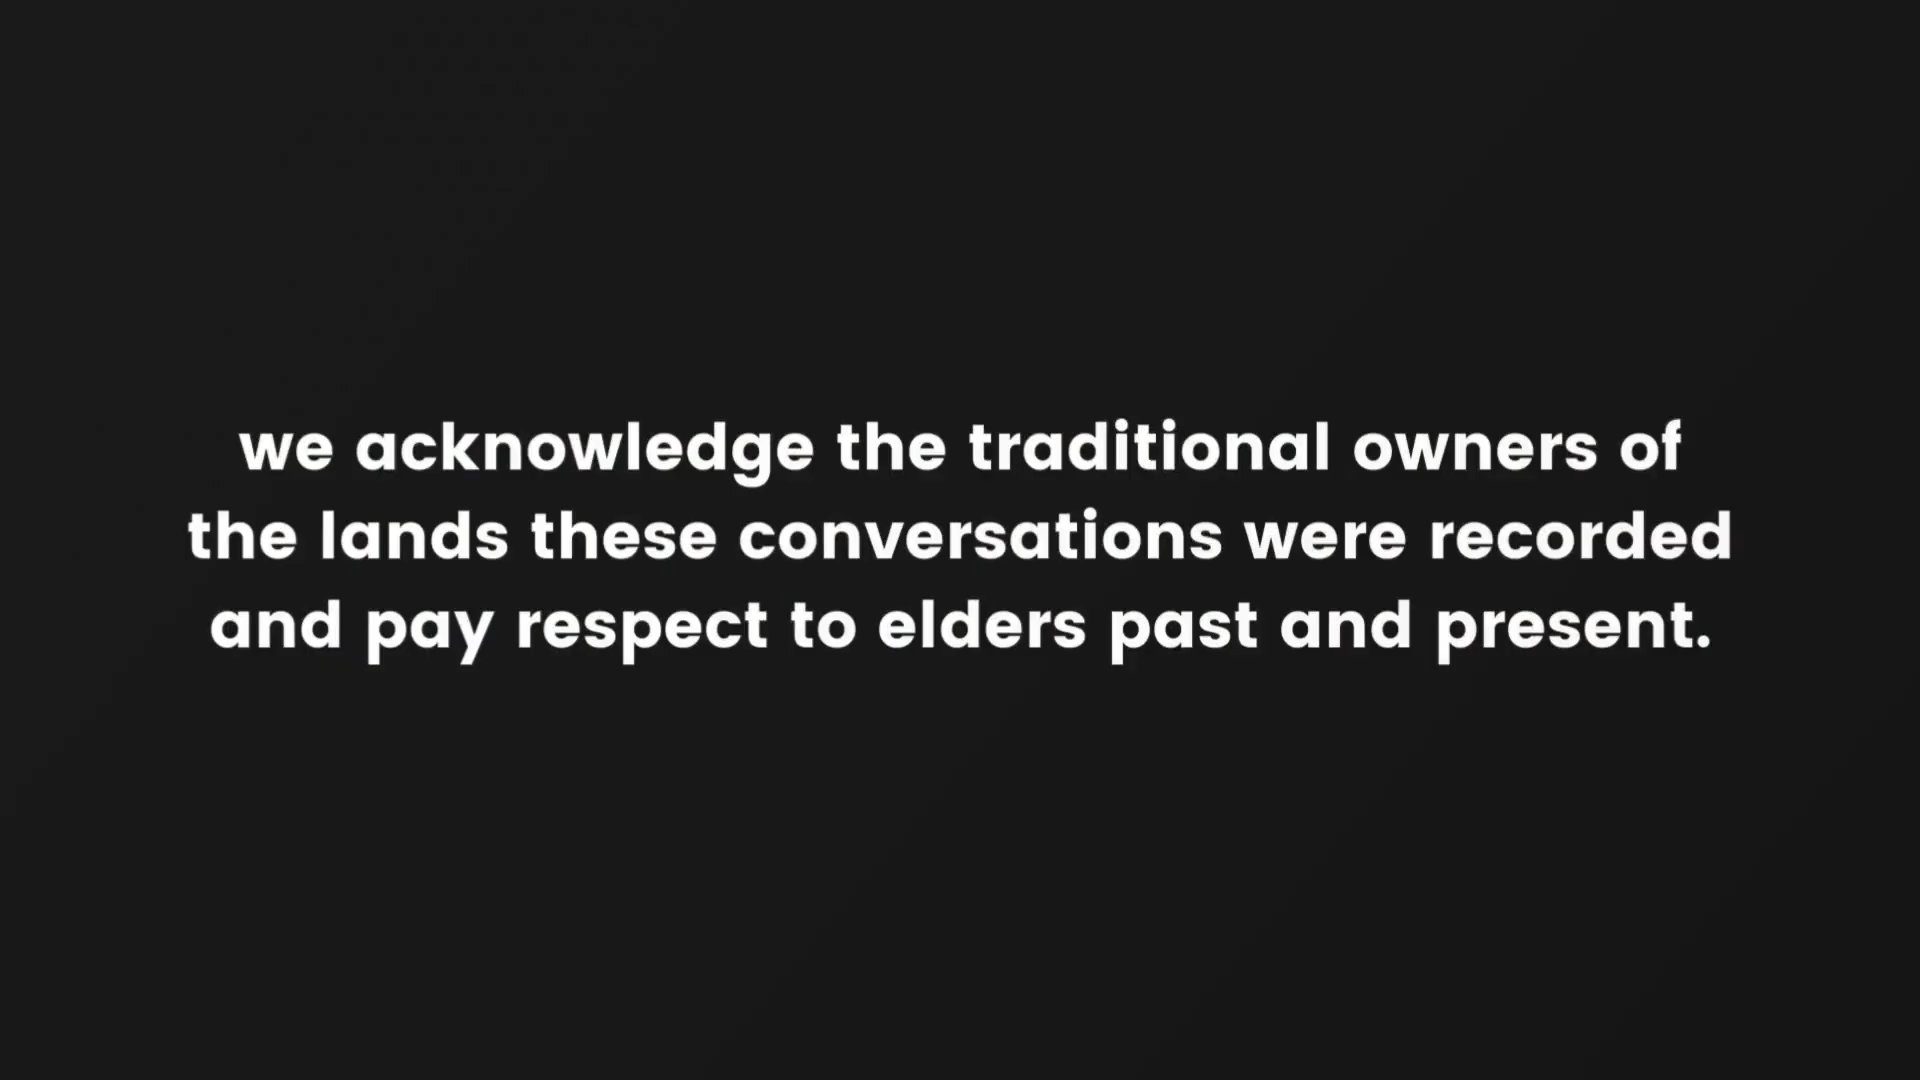 we acknowledge the traditional owners of
the lands these conversations were recorded
and pay respect to elders past and present.